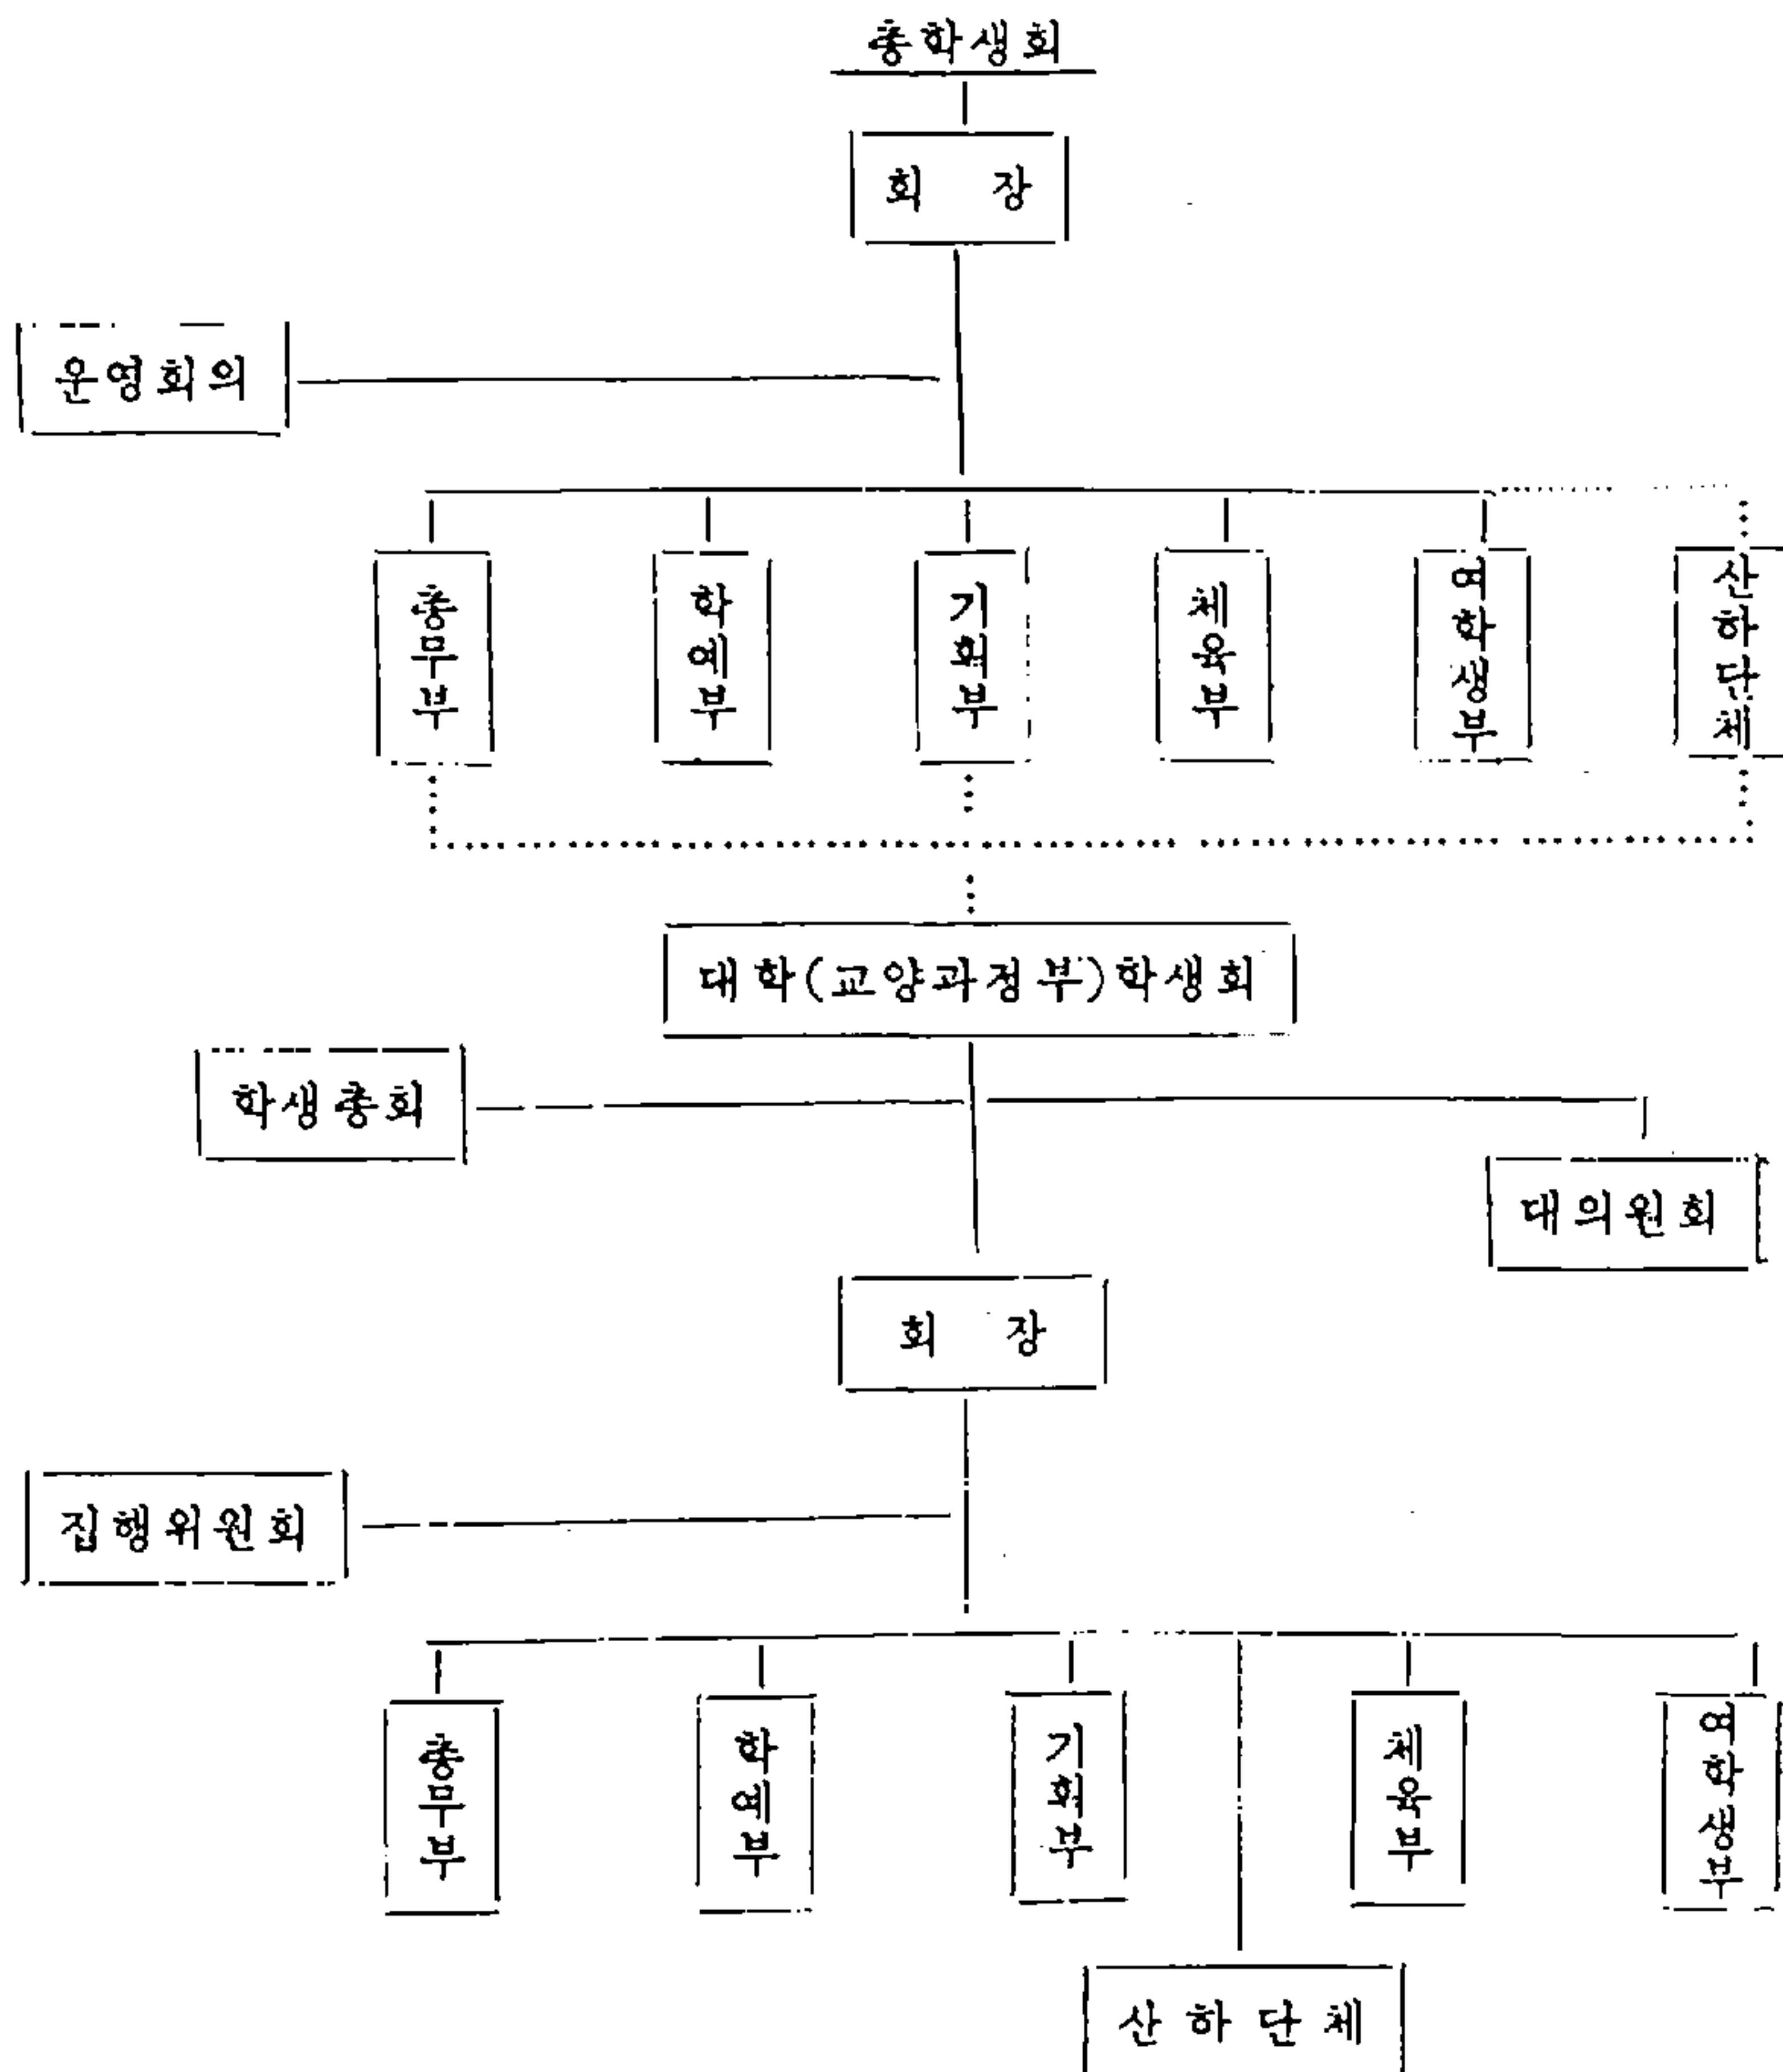 총학생회
회 장
운영회의
총무부
학예부
기획부
체육부
여학생부
산하단체
대학(교양과정부)학생회
학생총회
대의원회
회 장
집행위원회
총무부
학예부
기획부
체육부
여학생부
산하단체